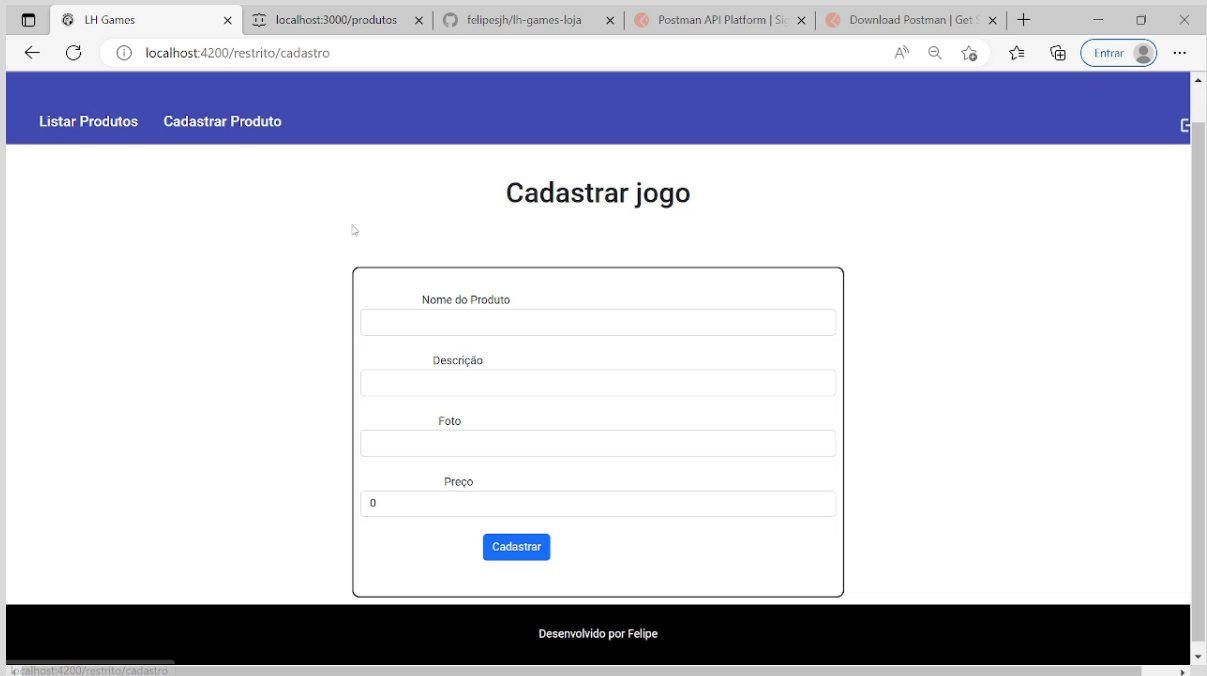 LH Games
localhost:3000/produtos
felipesjh/lh-games-loja
Postman API Platform | Sig
Download Postman | Get
localhost:4200/restrito/cadastro
Entrar
Listar Produtos
Cadastrar Produto
Cadastrar jogo
Nome do Produto
Descrição
Foto
Preço
0
Cadastrar
Desenvolvido por Felipe
localhost:4200/restrito/cadastro